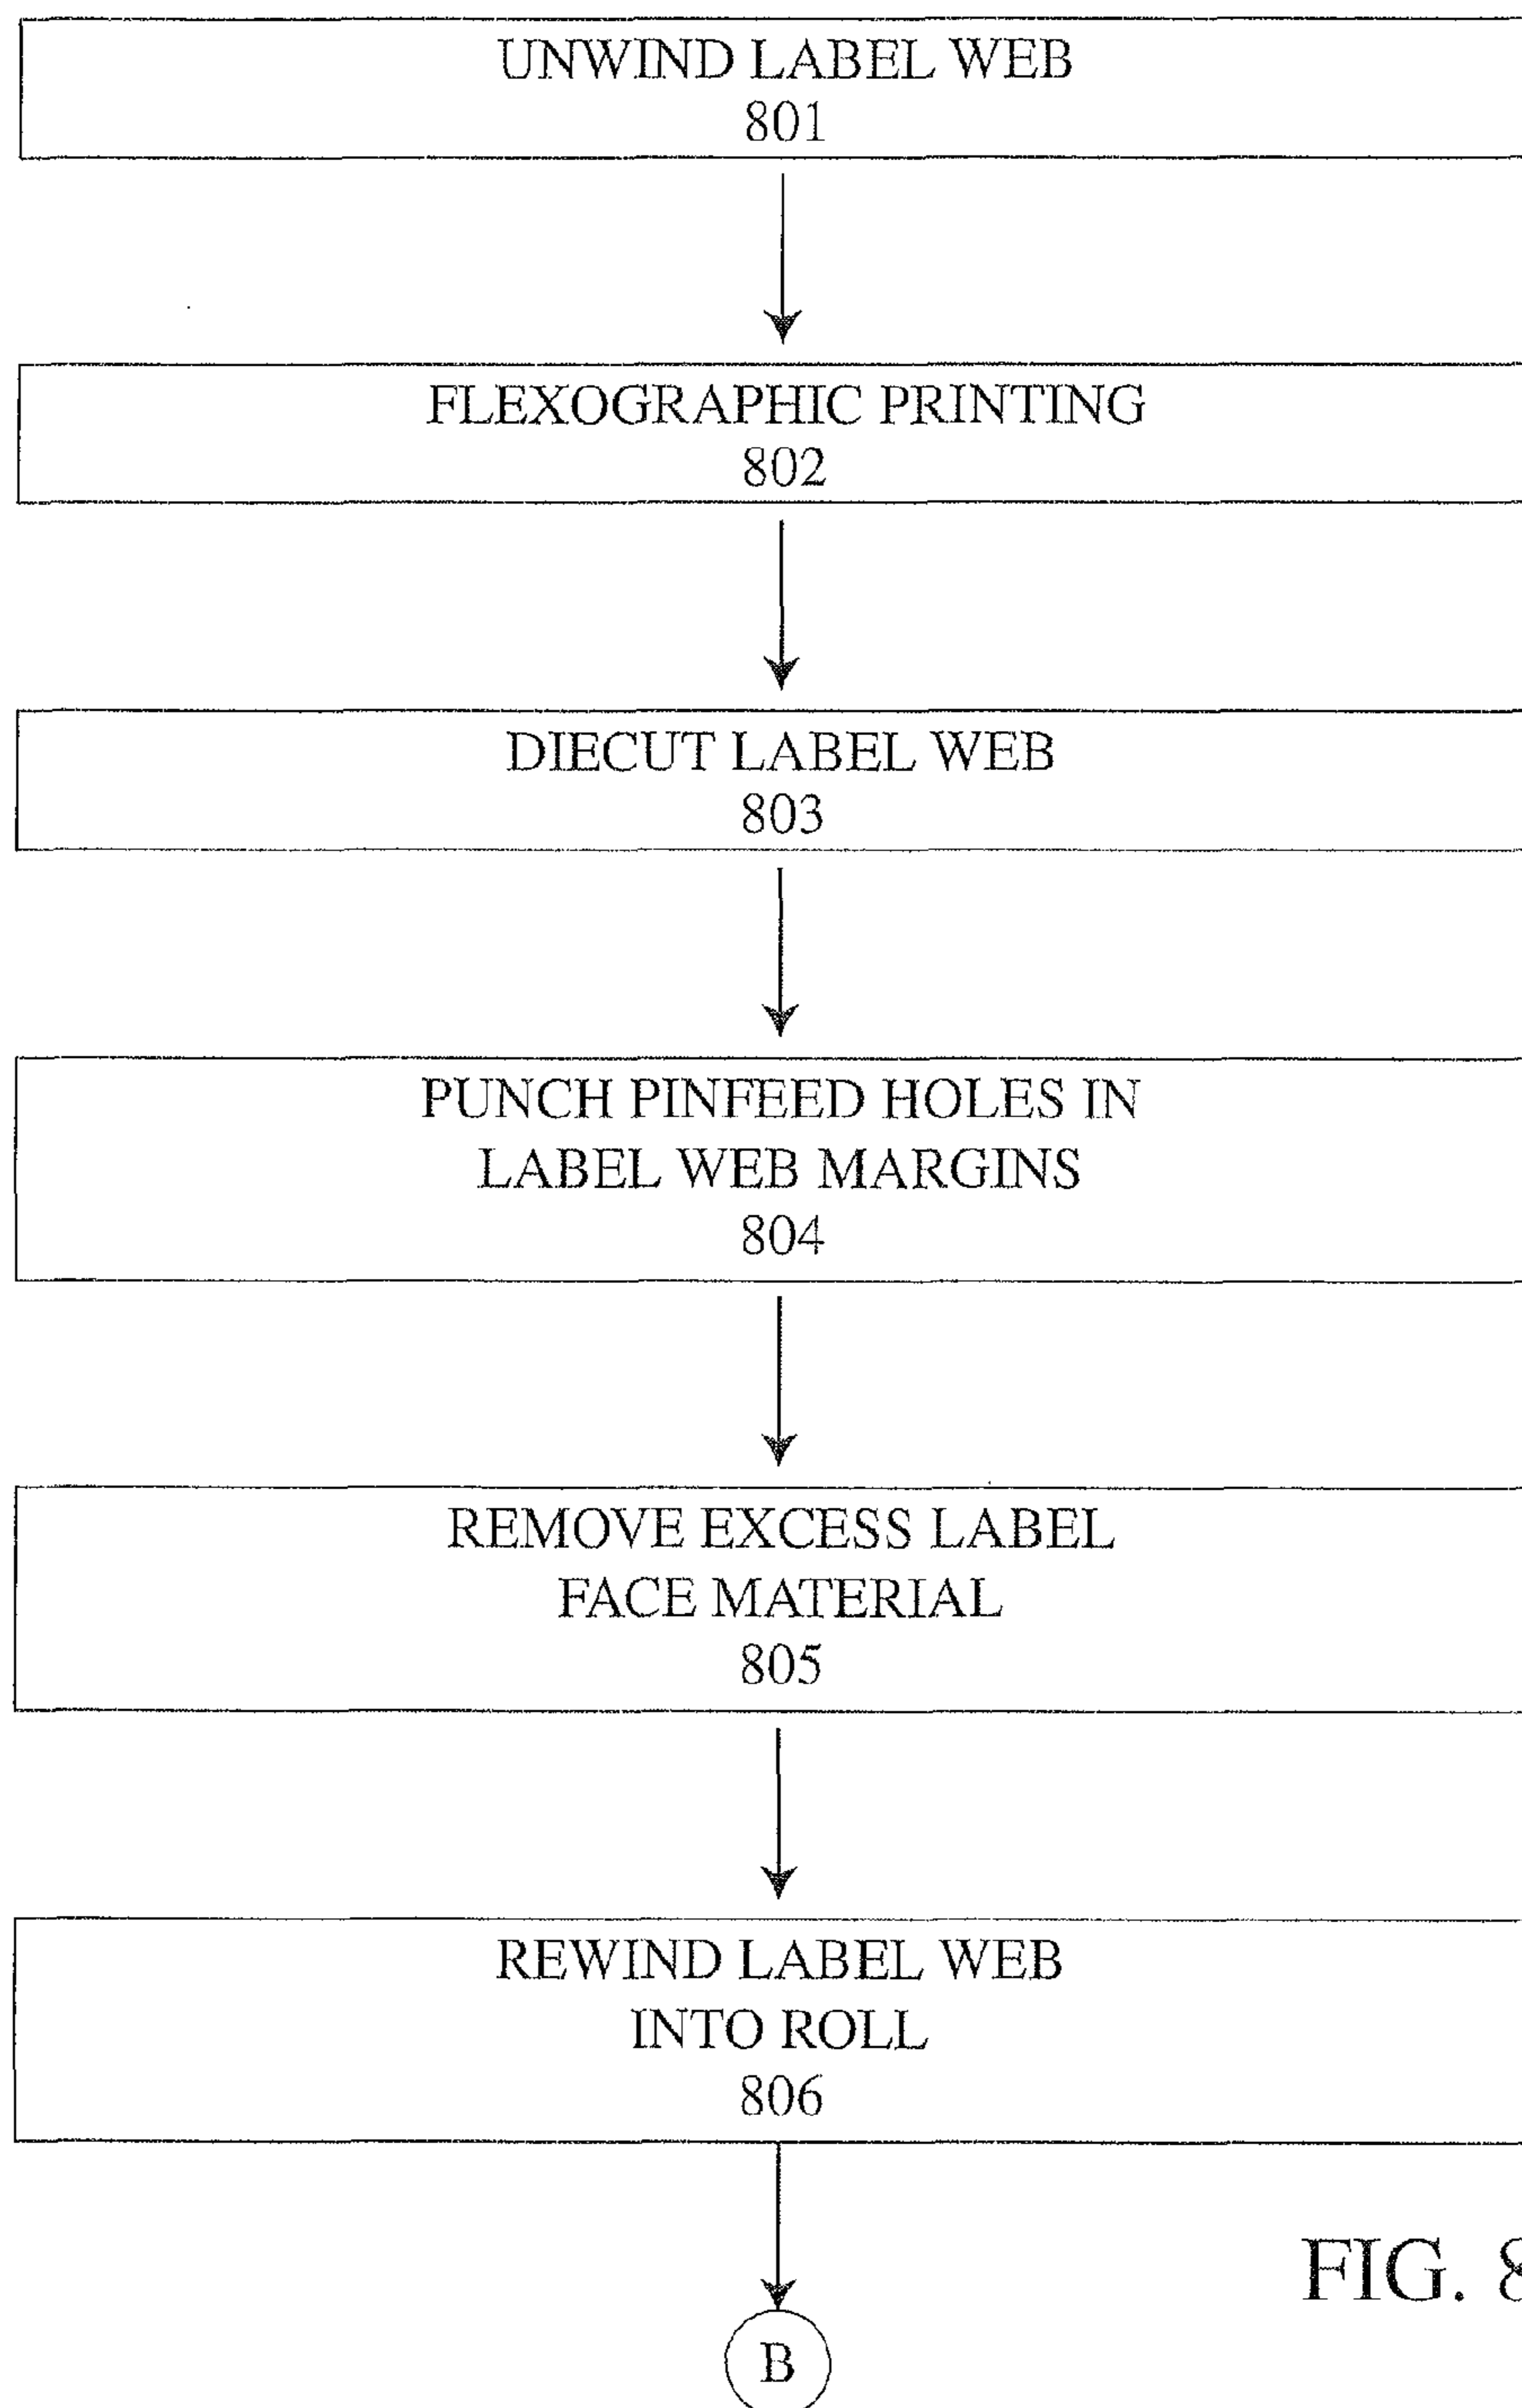 UNWIND LABEL WEB
801
FLEXOGRAPHIC PRINTING
802
DIECUT LABEL WEB
803
PUNCH PINFEED HOLES IN
LABEL WEB MARGINS
804
REMOVE EXCESS LABEL
FACE MATERIAL
805
REWIND LABEL WEB
INTO ROLL
806
FIG. 8
B